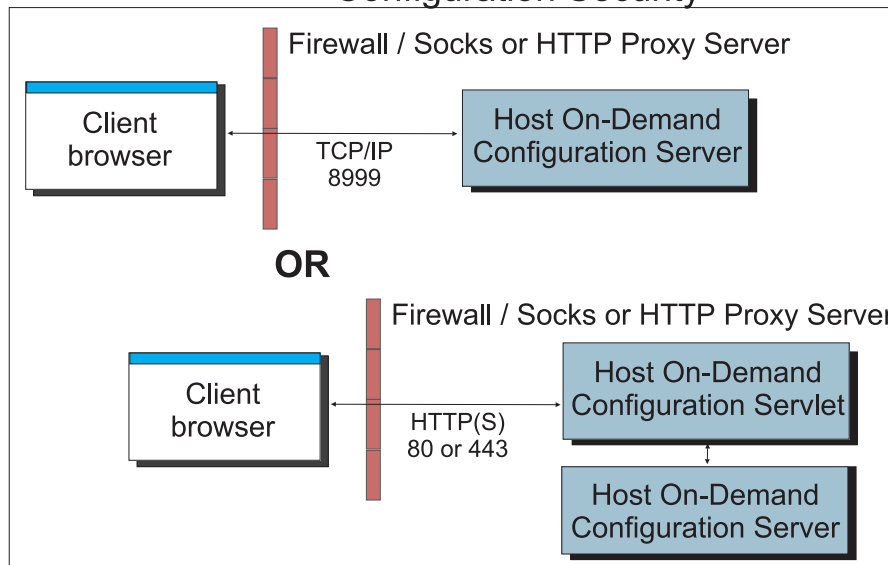 Configuration Security
Firewall / Socks or HTTP Proxy Server
Client
browser
TCP/IP
8999
Host On-Demand
Configuration Server
OR
Firewall / Socks or HTTP Proxy Server
Client
browser
HTTP(S)
80 or 443
Host On-Demand
Configuration Servlet
Host On-Demand
Configuration Server